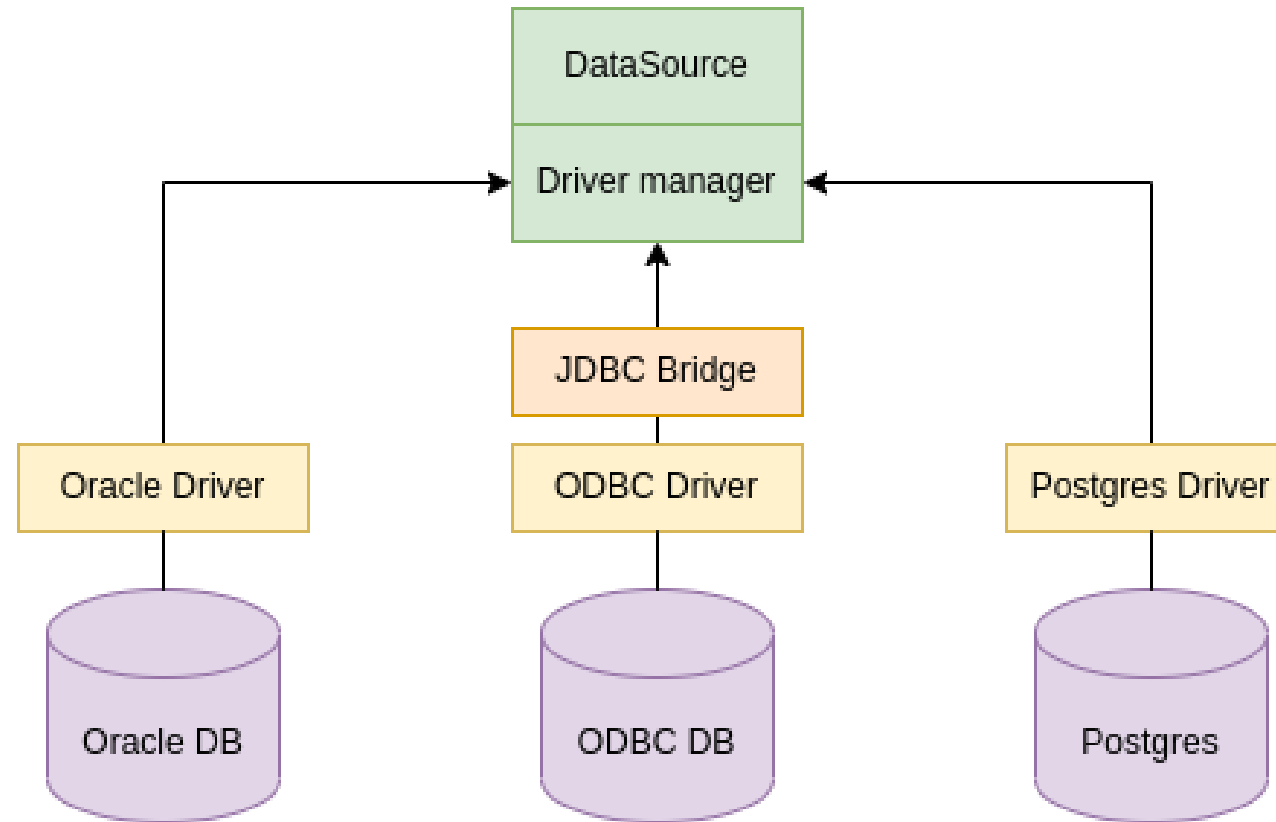 DataSource
Driver manager
JDBC Bridge
Oracle Driver
ODBC Driver
Postgres Driver
Oracle DB
ODBC DB
Postgres